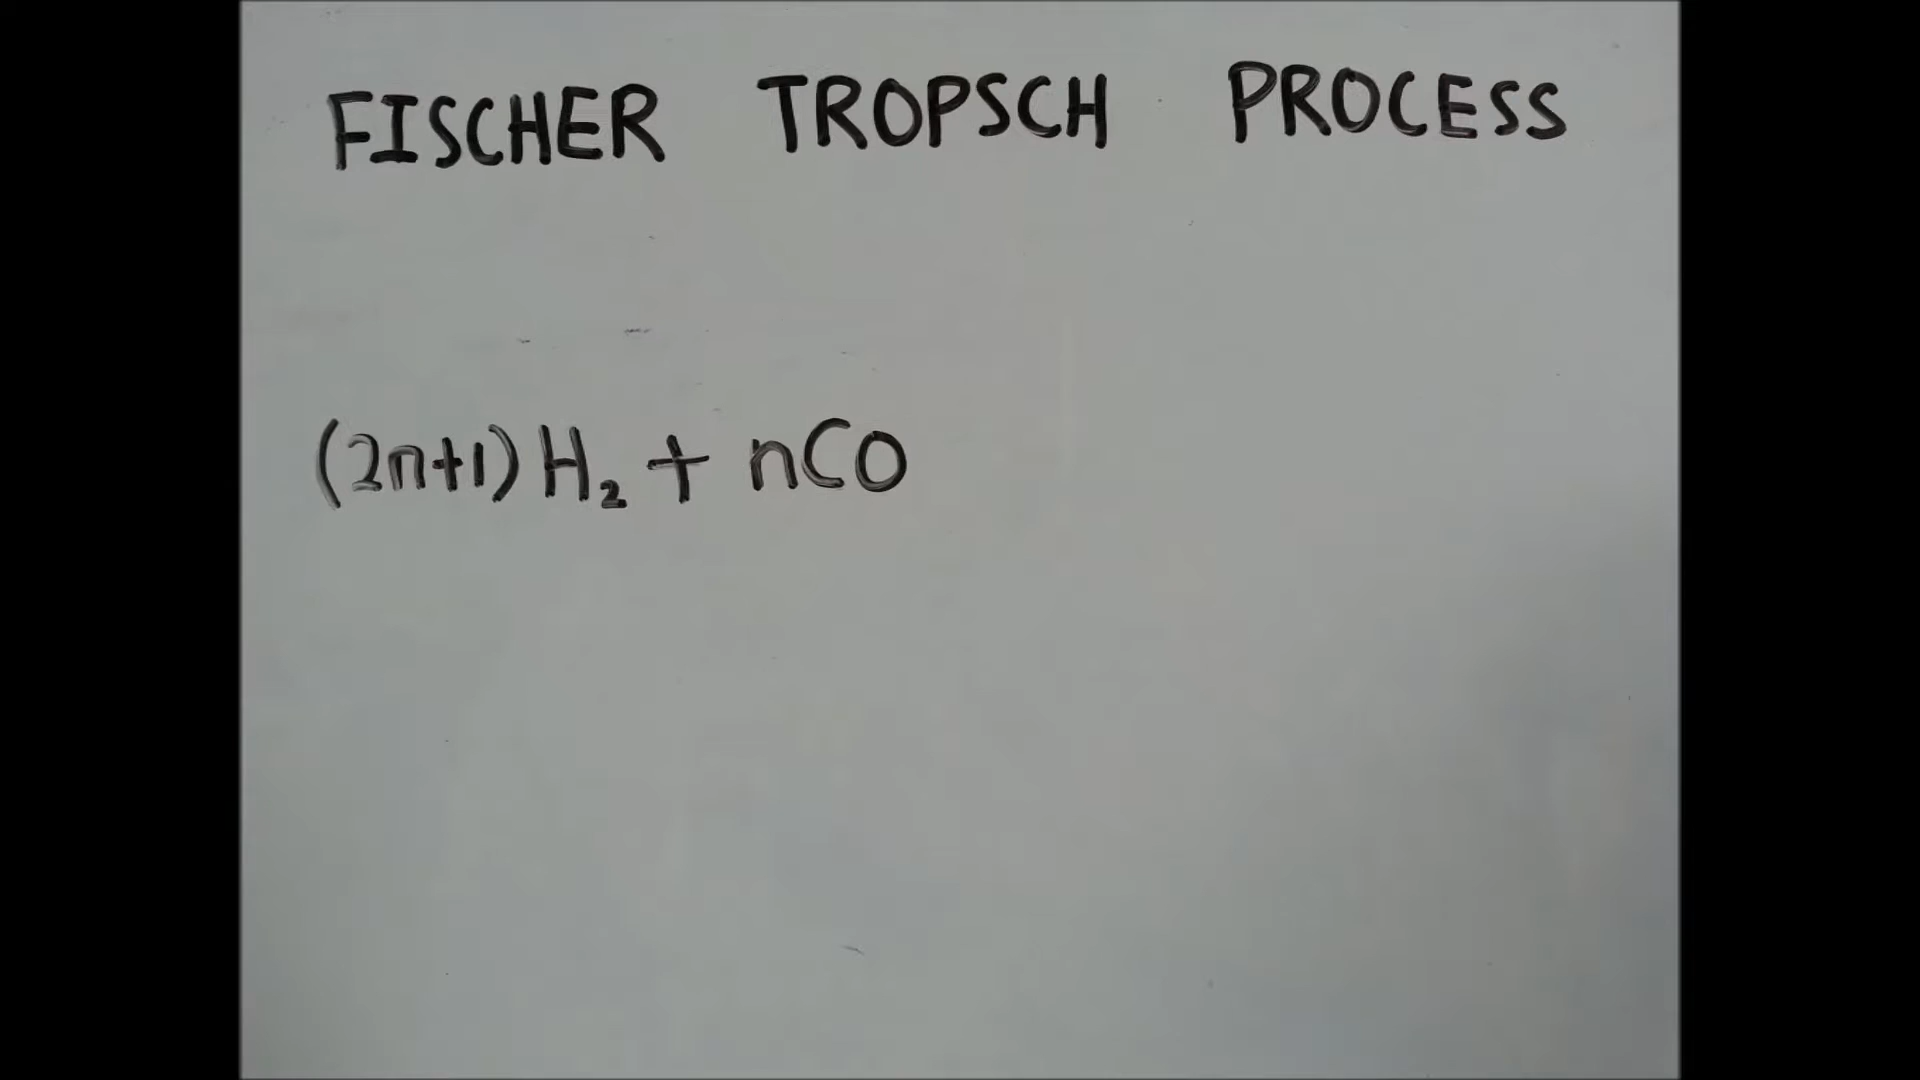 FISCHER TROPSCH PROCESS
(2n+1) H₂ + nCO